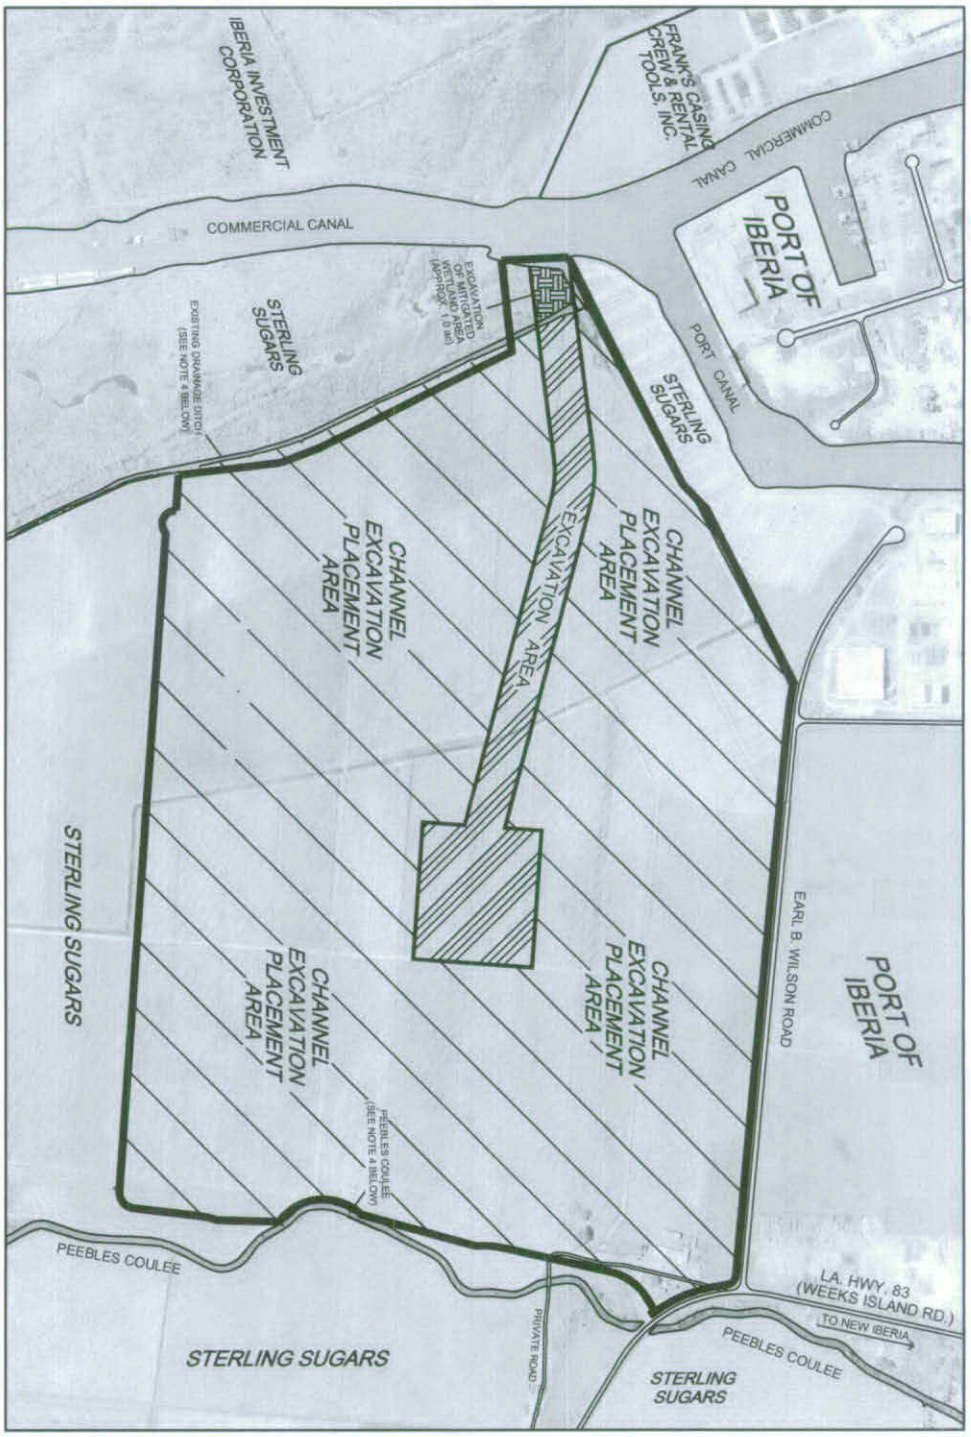 IBERIA INVESTMENT
CORPORATION
FRANK'S CASING
CREW & RENTAL
TOOLS, INC.
COMMERCIAL CANAL
COMMERCIAL CANAL
PORT OF
IBERIA
PORT CANAL
EXCAVATION
OF MITIGATED
WETLAND AREA
(APPROX. 1.0 ac)
STERLING
SUGARS
STERLING
SUGARS
EXISTING DRAINAGE DITCH
(SEE NOTE 4 BELOW)
CHANNEL
EXCAVATION
PLACEMENT
AREA
CHANNEL
EXCAVATION
PLACEMENT
AREA
EXCAVATION AREA
EARL B. WILSON ROAD
PORT OF
IBERIA
STERLING SUGARS
CHANNEL
EXCAVATION
PLACEMENT
AREA
CHANNEL
EXCAVATION
PLACEMENT
AREA
PEEBLES COULEE
(SEE NOTE 4 BELOW)
PEEBLES COULEE
LA. HWY. 83
(WEEKS ISLAND RD.)
TO NEW IBERIA
PEEBLES COULEE
PRIVATE ROAD
STERLING SUGARS
STERLING
SUGARS